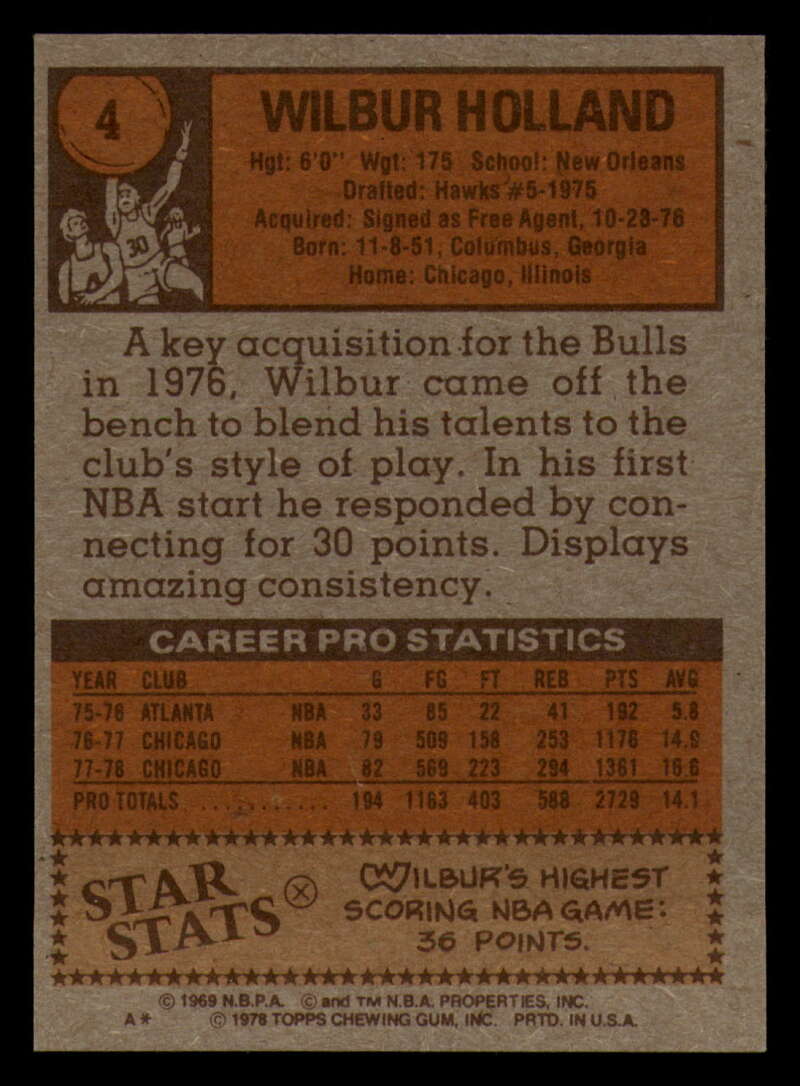 4
WILBUR HOLLAND
Hgt: 6'0" Wgt: 175 School: New Orleans
Drafted: Hawks #5-1975
Acquired: Signed as Free Agent, 10-28-76
Born: 11-8-51, Columbus, Georgia
Home: Chicago, Illinois
30
A key acquisition for the Bulls
in 1976, Wilbur came off the
bench to blend his talents to the
club's style of play. In his first
NBA start he responded by con-
necting for 30 points. Displays
amazing consistency.
CAREER PRO STATISTICS
YEAR CLUB G FG FT REB PTS AVG
75-76 ATLANTA NBA 33 85 22 41 192 5.8
76-77 CHICAGO NBA 79 509 158 253 1176 14.9
77-78 CHICAGO NBA 82 569 223 294 1361 16.6
PRO TOTALS............ 194 1163 403 588 2729 14.1
STAR
STATS
WILBUR'S HIGHEST
SCORING NBA GAME:
36 POINTS.
© 1969 N.B.P.A. © and TM N.B.A. PROPERTIES, INC.
A* © 1978 TOPPS CHEWING GUM, INC. PRTD. IN U.S.A.